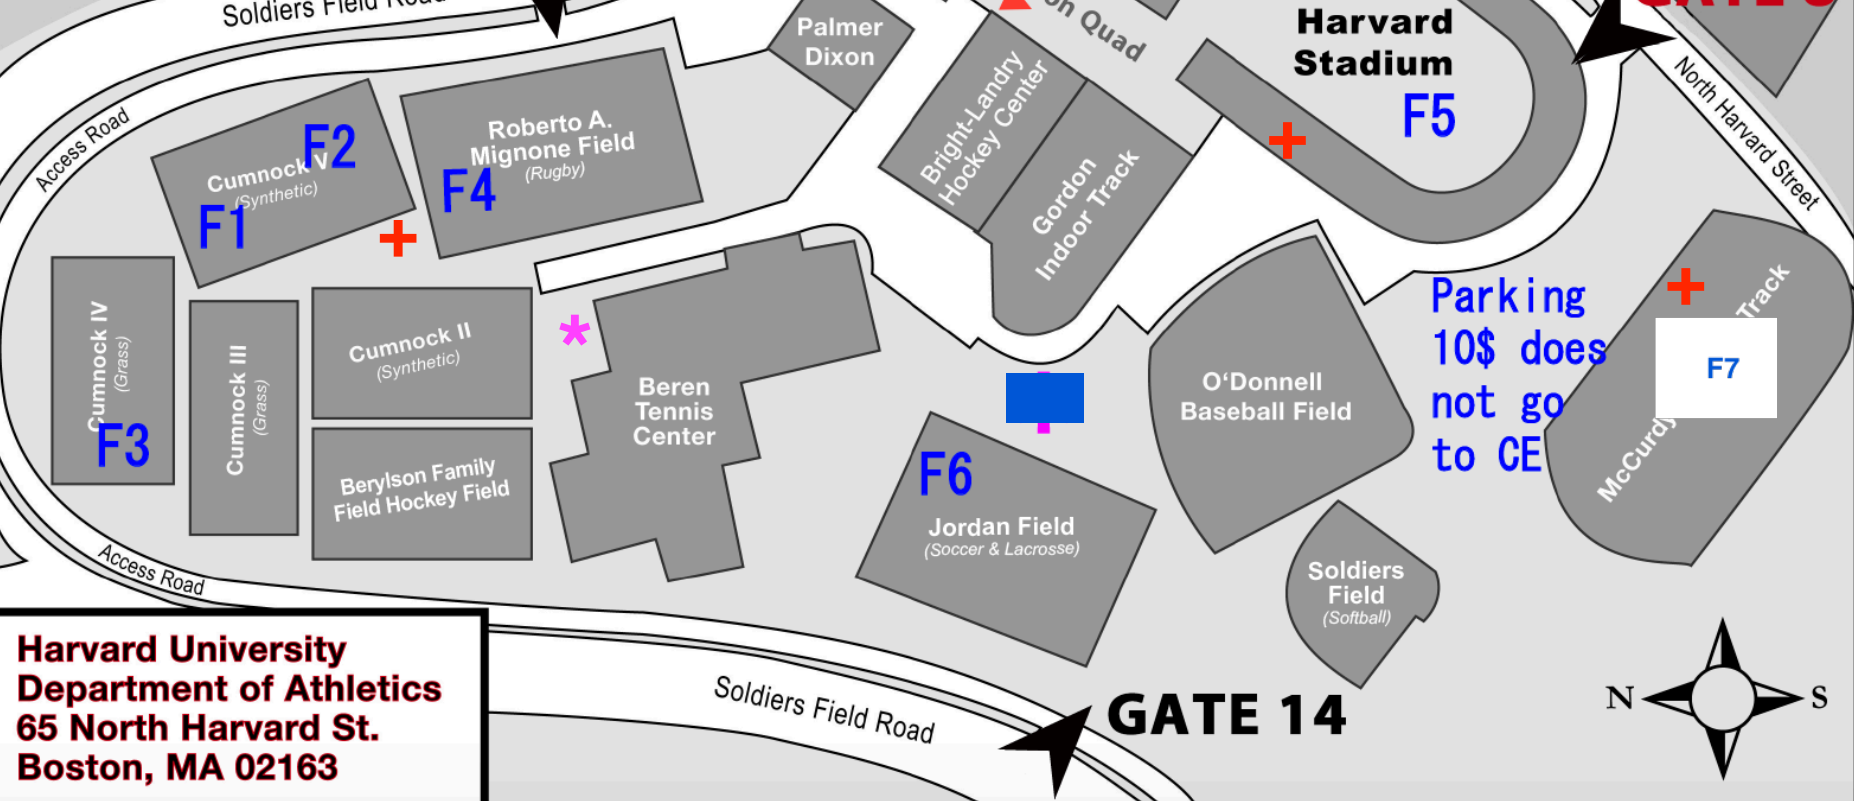 Soldiers Field Road
Palmer
Dixon
on Quad
Harvard
Stadium
F5
North Harvard Street
Access Road
Cumnock V
(Synthetic)
F2
F1
Roberto A.
Mignone Field
(Rugby)
F4
Bright-Landry
Hockey Center
Gordon
Indoor Track
Cumnock IV
(Grass)
F3
Cumnock III
(Grass)
Cumnock II
(Synthetic)
*
Berylson Family
Field Hockey Field
Beren
Tennis
Center
F6
Jordan Field
(Soccer & Lacrosse)
O‘Donnell
Baseball Field
Parking
10$ does
not go
to CE
McCurdy Track
F7
Soldiers
Field
(Softball)
Access Road
Harvard University
Department of Athletics
65 North Harvard St.
Boston, MA 02163
Soldiers Field Road
GATE 14
N S